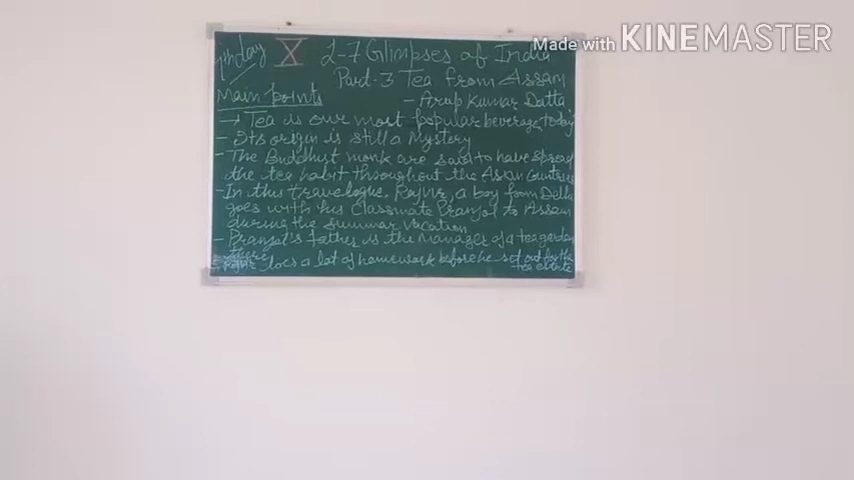 Made with KINEMASTER
7th day X L-7 Glimpses of India
Part-3 Tea from Assam
Main points - Arup Kumar Datta
→ Tea is our most popular beverage today
- Its origin is still a Mystery
- The Buddhist monk are said to have spread
the tea habit throughout the Asian Countries
- In this travelogue, Rajvir, a boy from Delhi
goes with his Classmate Pranjol to Assam
during the summer vacation
- Pranjol's father is the manager of a tea garden
there
does a lot of homework before he set out for the
tea estate